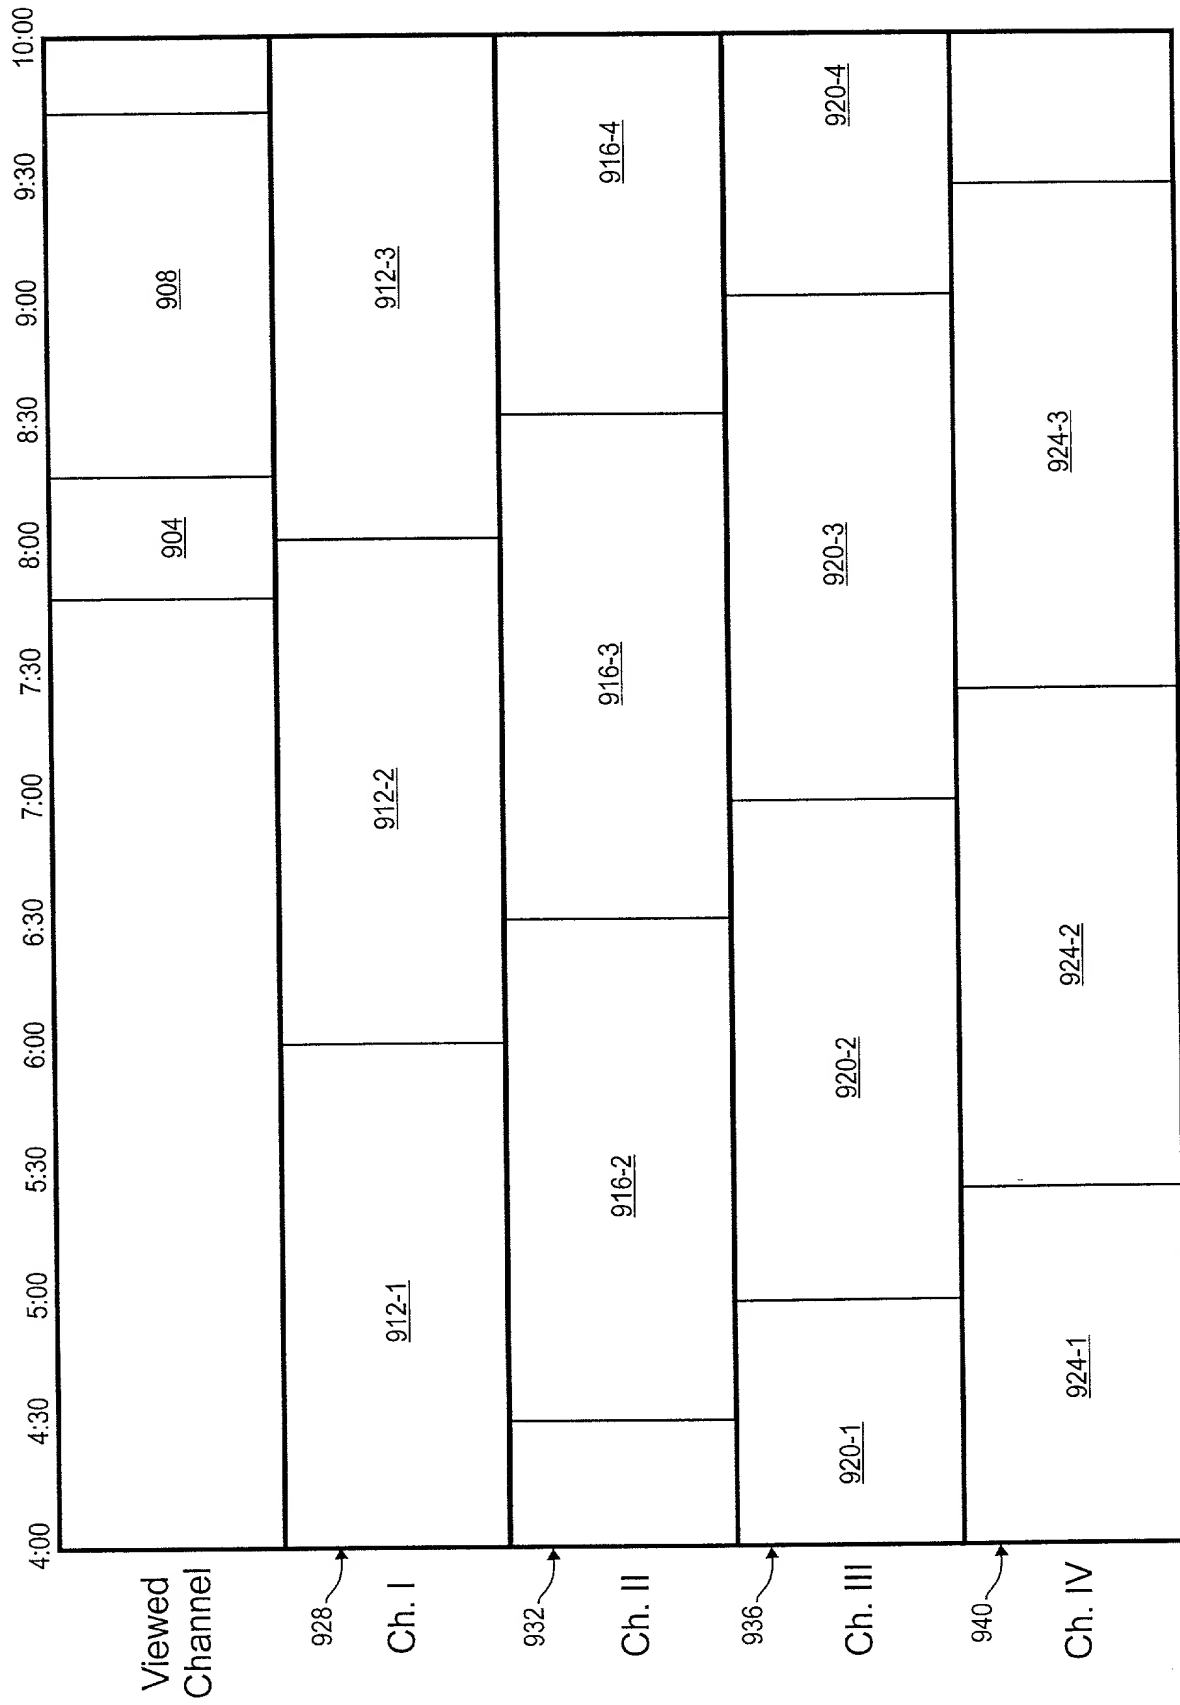 4:00 4:30 5:00 5:30 6:00 6:30 7:00 7:30 8:00 8:30 9:00 9:30 10:00
Viewed
Channel
904 908
928
Ch. I
912-1 912-2 912-3
932
Ch. II
916-2 916-3 916-4
936
Ch. III
920-1 920-2 920-3 920-4
940
Ch. IV
924-1 924-2 924-3